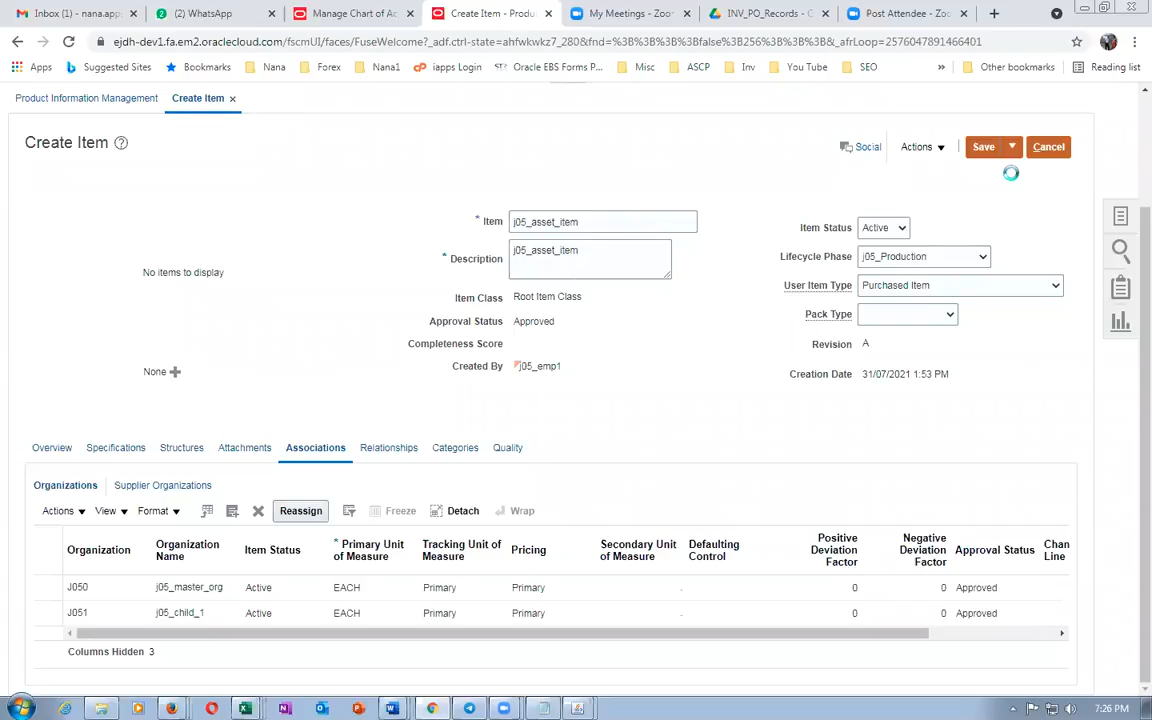 Inbox (1) - nana.apps × (2) WhatsApp × Manage Chart of Ac × Create Item - Produ × My Meetings - Zoo × INV_PO_Records - G × Post Attendee - Zoo × +
ejdh-dev1.fa.em2.oraclecloud.com/fscmUI/faces/FuseWelcome?_adf.ctrl-state=ahfwkwkz7_280&fnd=%3B%3B%3B%3Bfalse%3B256%3B%3B%3B&_afrLoop=2576047891466401
Apps Suggested Sites Bookmarks Nana Forex Nana1 iapps Login Oracle EBS Forms P... Misc ASCP Inv You Tube SEO » Other bookmarks Reading list
Product Information Management Create Item ×
Create Item ?
Social Actions Save Cancel
* Item j05_asset_item
* Description j05_asset_item
Item Class Root Item Class
Approval Status Approved
Completeness Score
Created By j05_emp1
No items to display
None
Item Status Active
Lifecycle Phase j05_Production
User Item Type Purchased Item
Pack Type
Revision A
Creation Date 31/07/2021 1:53 PM
Overview Specifications Structures Attachments Associations Relationships Categories Quality
Organizations Supplier Organizations
Actions View Format Reassign Freeze Detach Wrap
Organization Organization Name Item Status * Primary Unit of Measure Tracking Unit of Measure Pricing Secondary Unit of Measure Defaulting Control Positive Deviation Factor Negative Deviation Factor Approval Status Chan Line
J050 j05_master_org Active EACH Primary Primary 0 0 Approved
J051 j05_child_1 Active EACH Primary Primary 0 0 Approved
Columns Hidden 3
7:26 PM